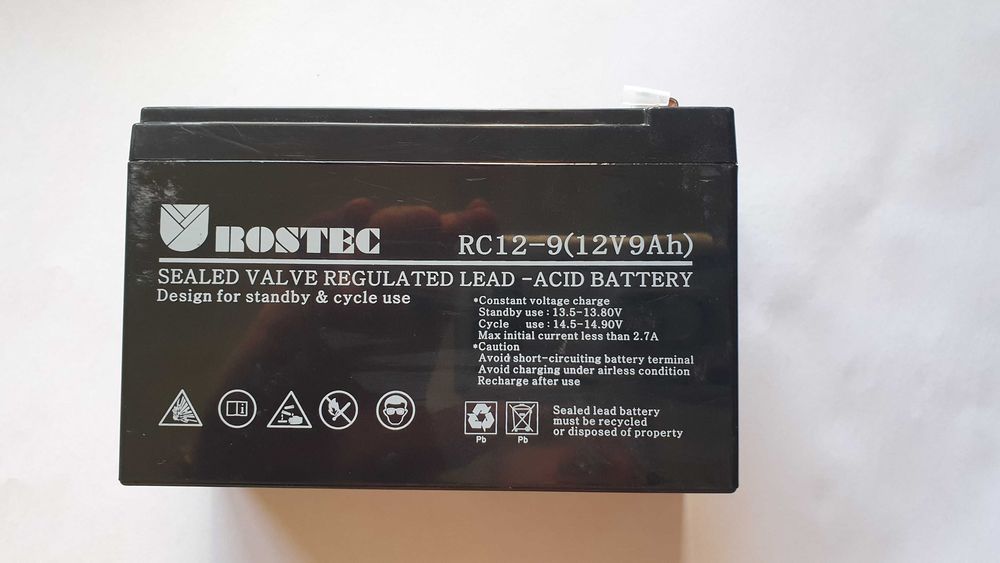 ROSTEC RC12-9(12V9Ah)
SEALED VALVE REGULATED LEAD -ACID BATTERY
Design for standby & cycle use
*Constant voltage charge
Standby use : 13.5-13.80V
Cycle use : 14.5-14.90V
Max initial current less than 2.7A
*Caution
Avoid short-circuiting battery terminal
Avoid charging under airless condition
Recharge after use
Pb
Pb
Sealed lead battery
must be recycled
or disposed of property